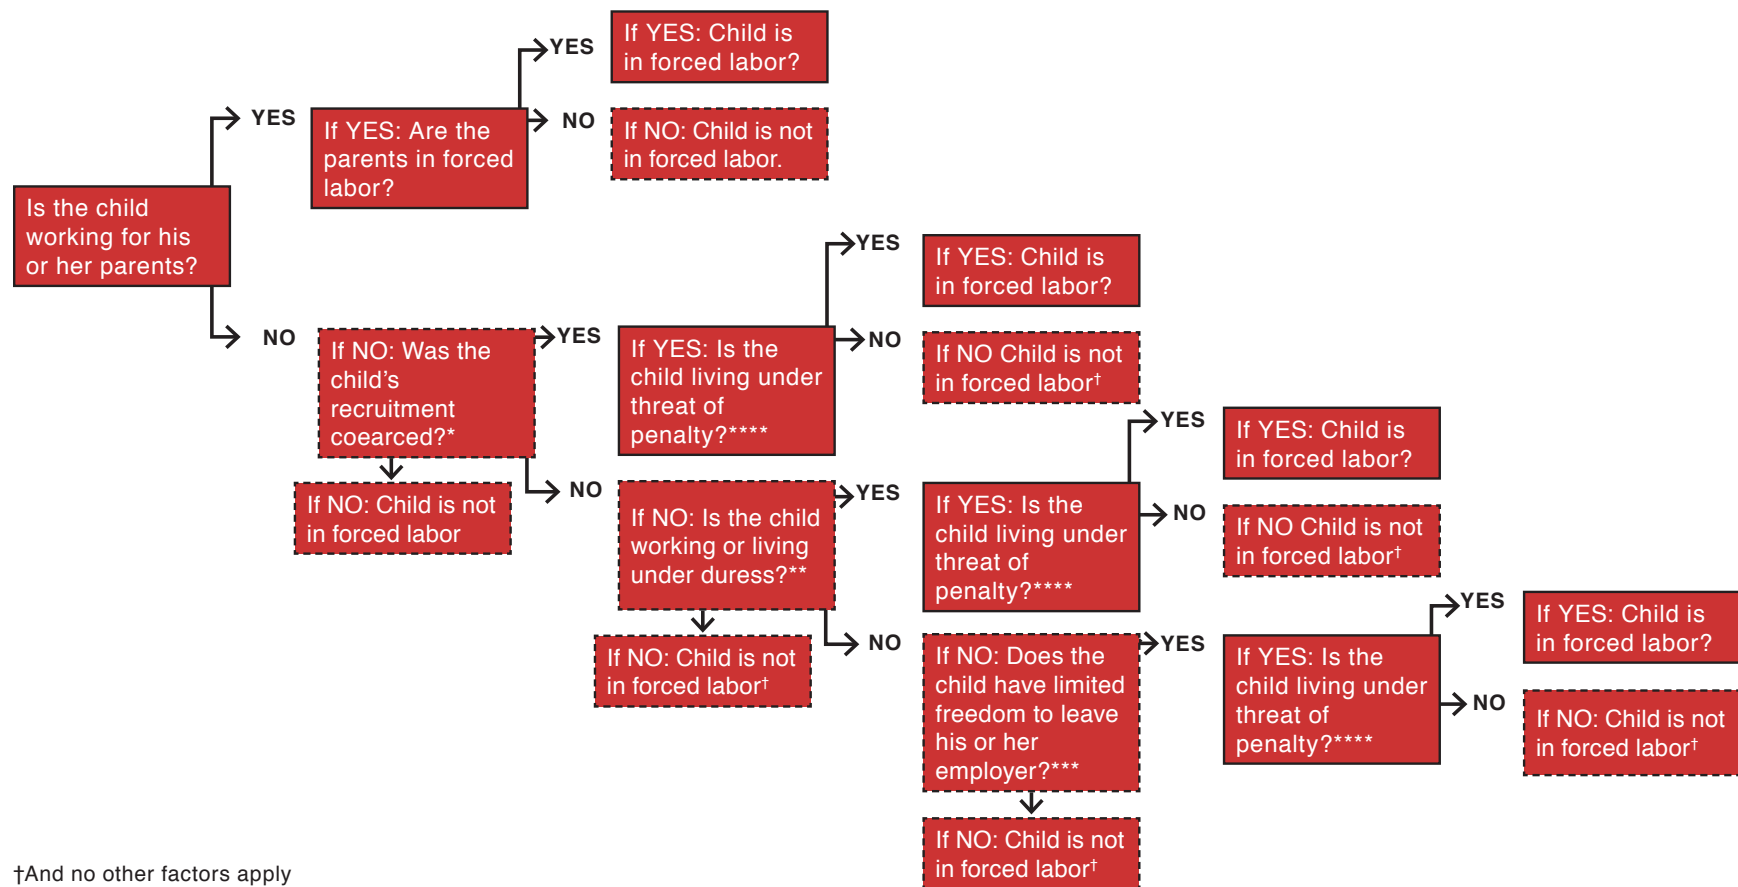 YES
If YES: Child is
in forced labor?
YES
If YES: Are the
parents in forced
labor?
NO
If NO: Child is not
in forced labor.
Is the child
working for his
or her parents?
NO
If NO: Was the
child’s
recruitment
coearced?*
If NO: Child is not
in forced labor
YES
If YES: Is the
child living under
threat of
penalty?****
YES
If YES: Child is
in forced labor?
NO
If NO Child is not
in forced labor†
NO
If NO: Is the child
working or living
under duress?**
If NO: Child is not
in forced labor†
YES
If YES: Is the
child living under
threat of
penalty?****
YES
If YES: Child is
in forced labor?
NO
If NO Child is not
in forced labor†
NO
If NO: Does the
child have limited
freedom to leave
his or her
employer?***
If NO: Child is not
in forced labor†
YES
If YES: Is the
child living under
threat of
penalty?****
YES
If YES: Child is
in forced labor?
NO
If NO: Child is not
in forced labor†
†And no other factors apply